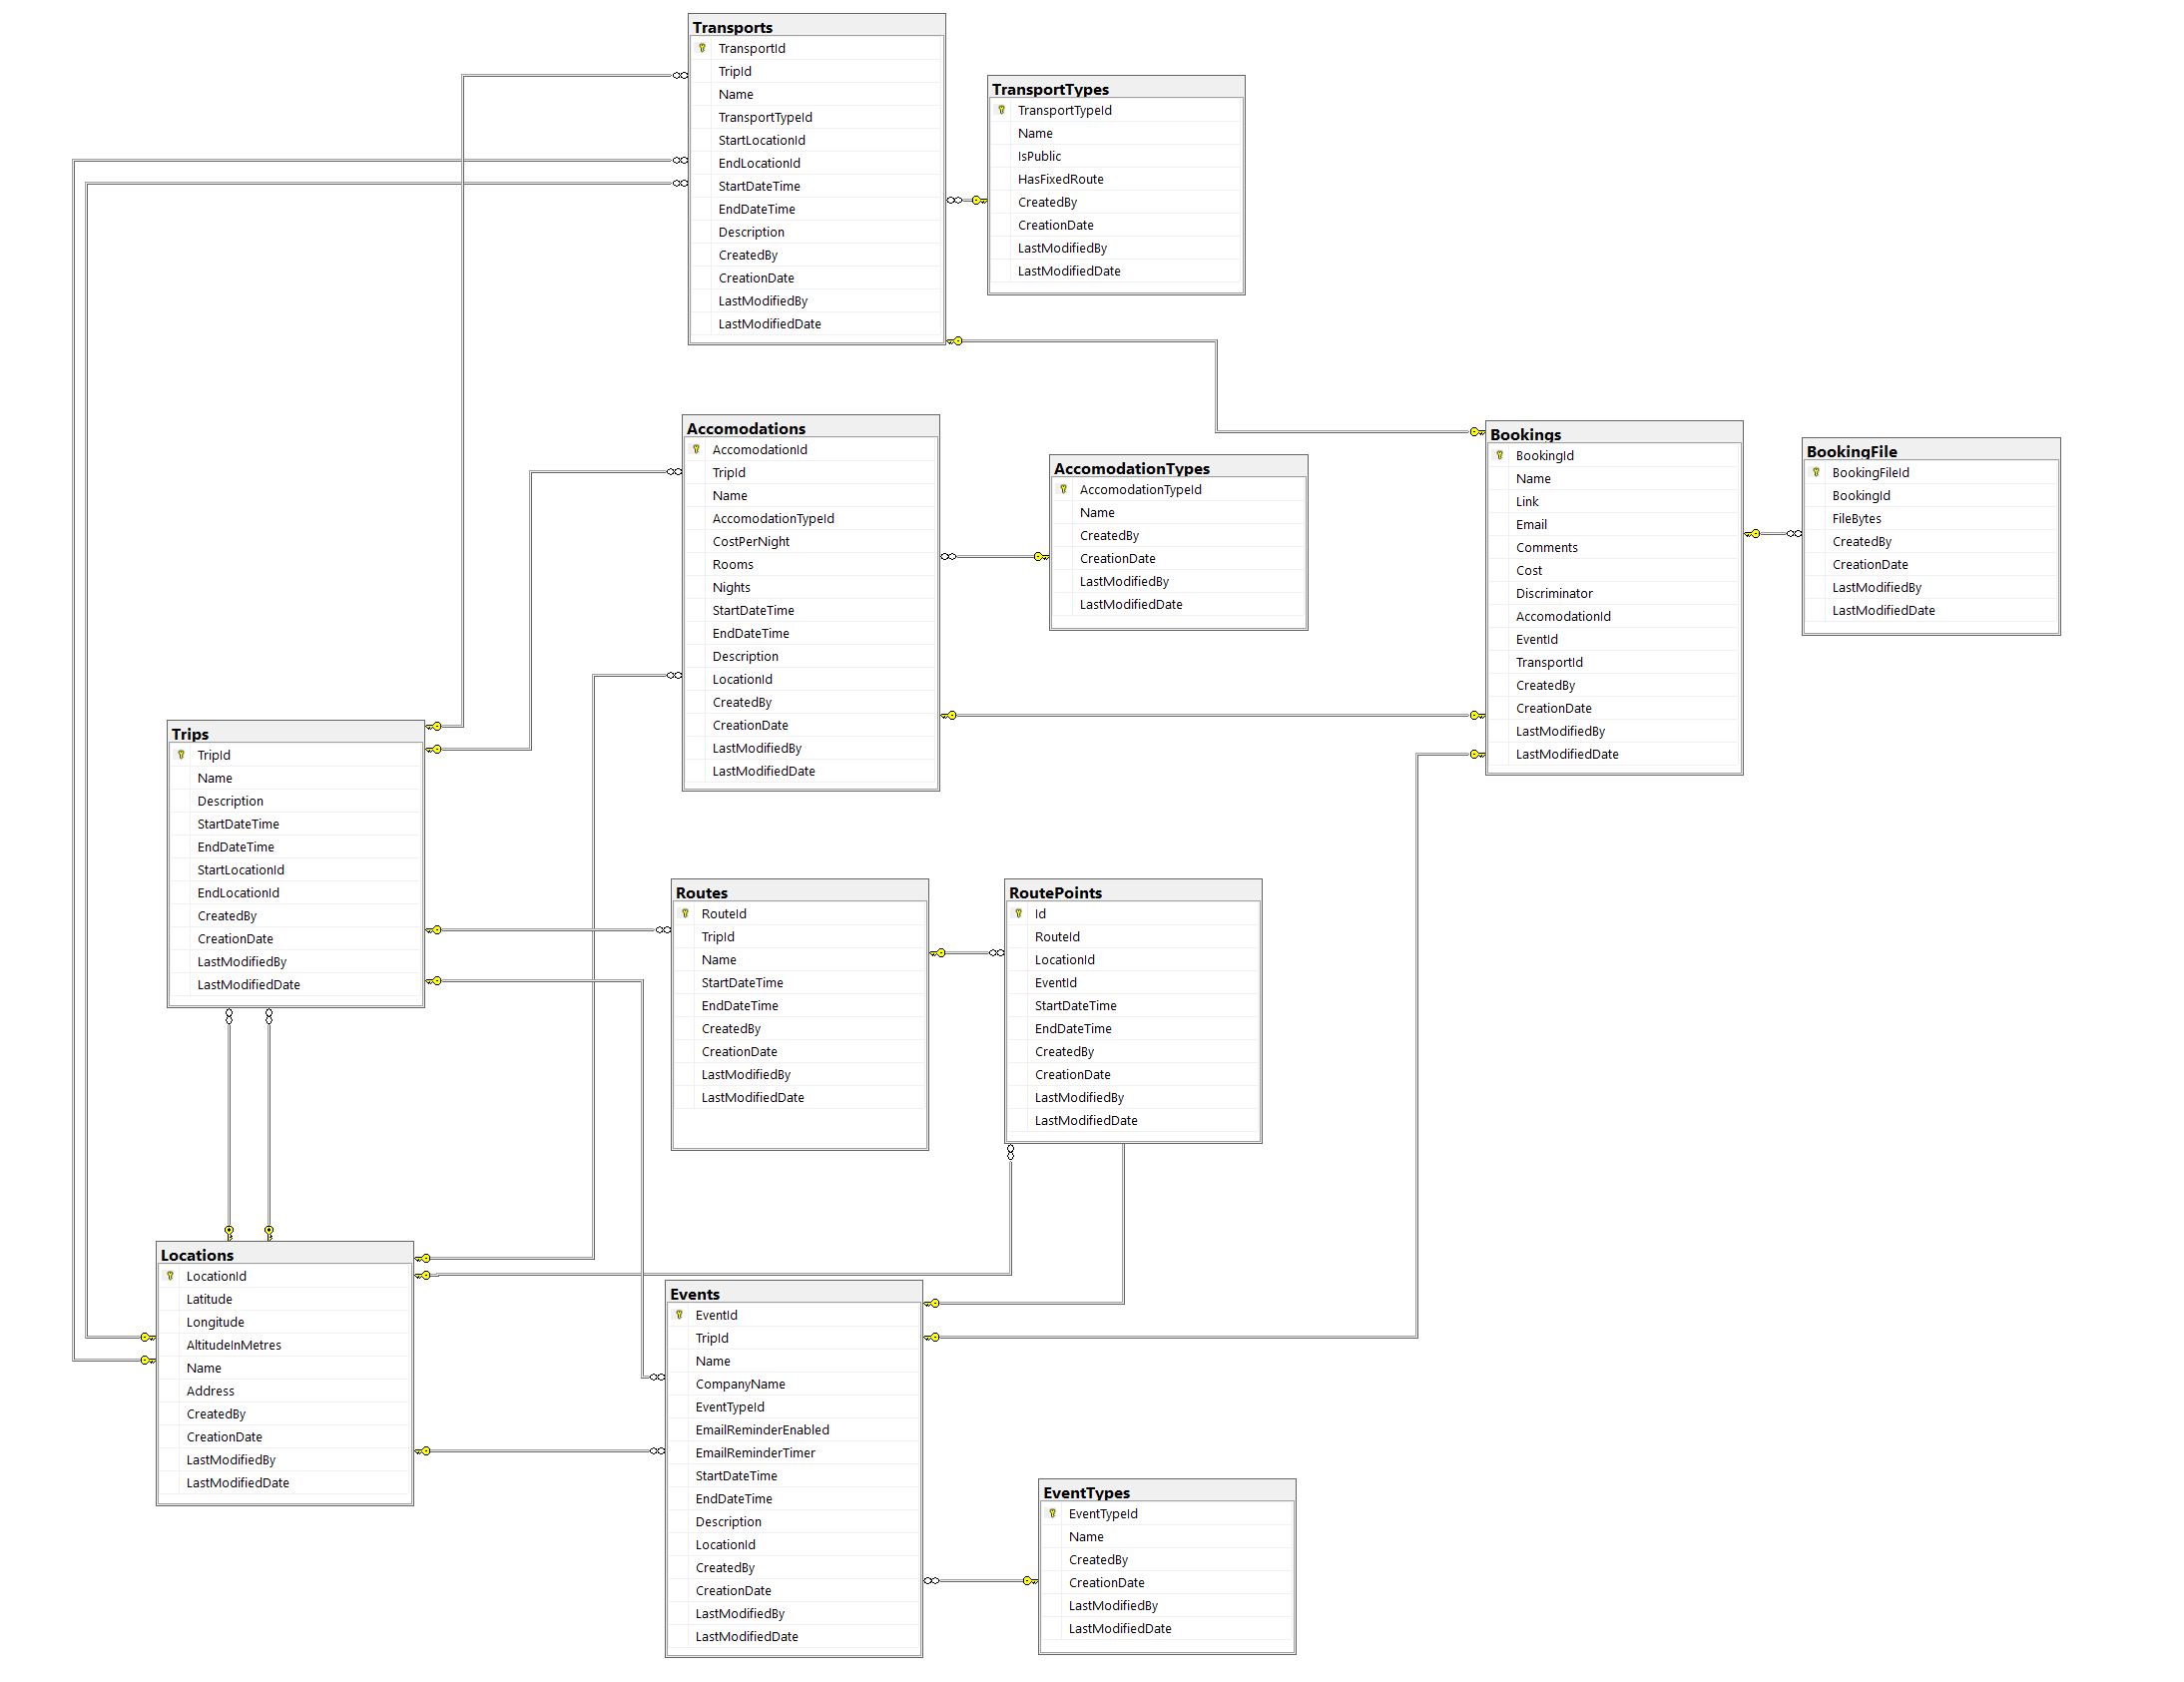 Transports
TransportId
TripId
Name
TransportTypeId
StartLocationId
EndLocationId
StartDateTime
EndDateTime
Description
CreatedBy
CreationDate
LastModifiedBy
LastModifiedDate
TransportTypes
TransportTypeId
Name
IsPublic
HasFixedRoute
CreatedBy
CreationDate
LastModifiedBy
LastModifiedDate
Accomodations
AccomodationId
TripId
Name
AccomodationTypeId
CostPerNight
Rooms
Nights
StartDateTime
EndDateTime
Description
LocationId
CreatedBy
CreationDate
LastModifiedBy
LastModifiedDate
AccomodationTypes
AccomodationTypeId
Name
CreatedBy
CreationDate
LastModifiedBy
LastModifiedDate
Bookings
BookingId
Name
Link
Email
Comments
Cost
Discriminator
AccomodationId
EventId
TransportId
CreatedBy
CreationDate
LastModifiedBy
LastModifiedDate
BookingFile
BookingFileId
BookingId
FileBytes
CreatedBy
CreationDate
LastModifiedBy
LastModifiedDate
Trips
TripId
Name
Description
StartDateTime
EndDateTime
StartLocationId
EndLocationId
CreatedBy
CreationDate
LastModifiedBy
LastModifiedDate
Routes
RouteId
TripId
Name
StartDateTime
EndDateTime
CreatedBy
CreationDate
LastModifiedBy
LastModifiedDate
RoutePoints
Id
RouteId
LocationId
EventId
StartDateTime
EndDateTime
CreatedBy
CreationDate
LastModifiedBy
LastModifiedDate
Locations
LocationId
Latitude
Longitude
AltitudeInMetres
Name
Address
CreatedBy
CreationDate
LastModifiedBy
LastModifiedDate
Events
EventId
TripId
Name
CompanyName
EventTypeId
EmailReminderEnabled
EmailReminderTimer
StartDateTime
EndDateTime
Description
LocationId
CreatedBy
CreationDate
LastModifiedBy
LastModifiedDate
EventTypes
EventTypeId
Name
CreatedBy
CreationDate
LastModifiedBy
LastModifiedDate